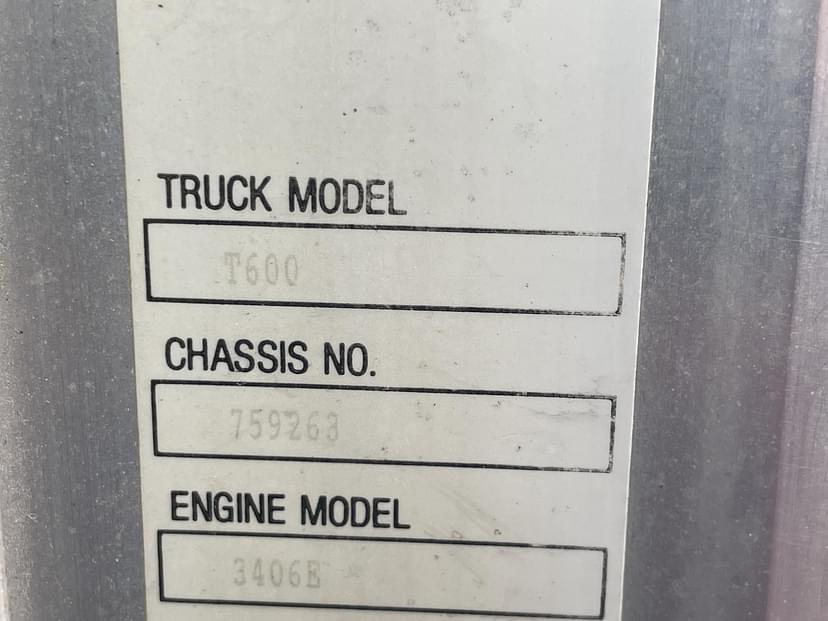 TRUCK MODEL
T600
CHASSIS NO.
759263
ENGINE MODEL
3406E